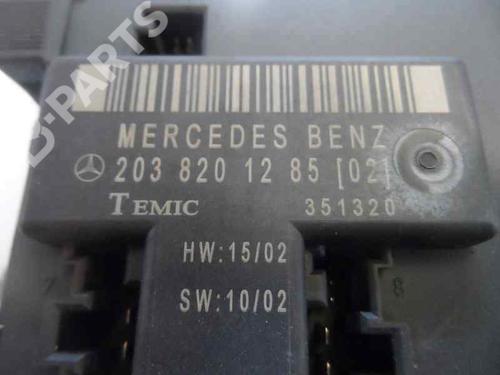 B-PARTS
MERCEDES BENZ
203 820 12 85 [02]
TEMIC 351320
HW:15/02
SW:10/02
7 8